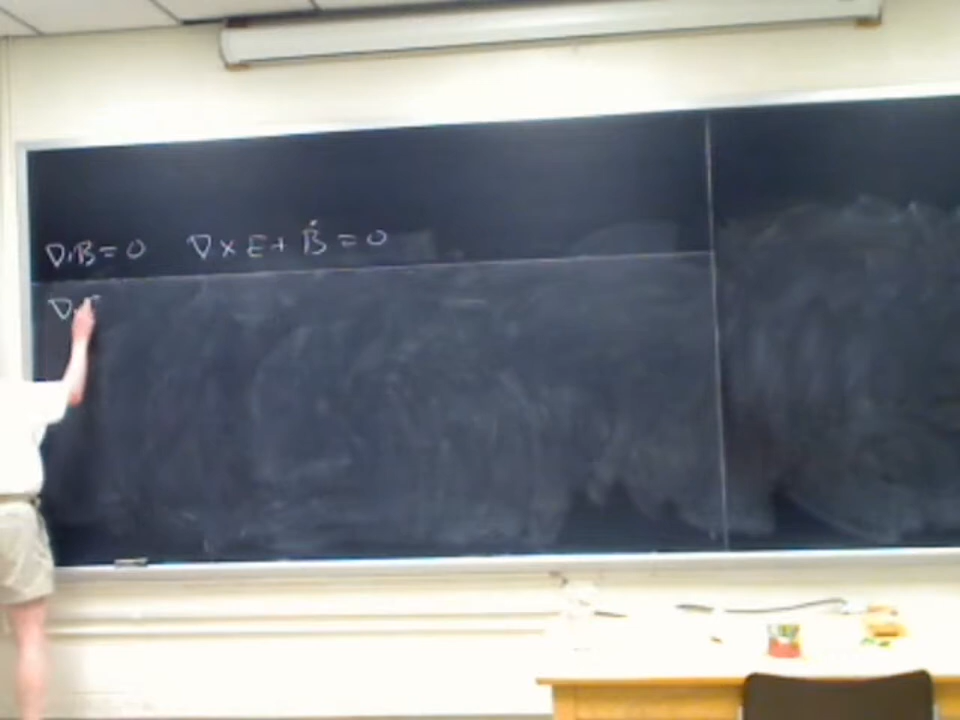 ∇·B = 0   ∇ × E + Ḃ = 0
∇·